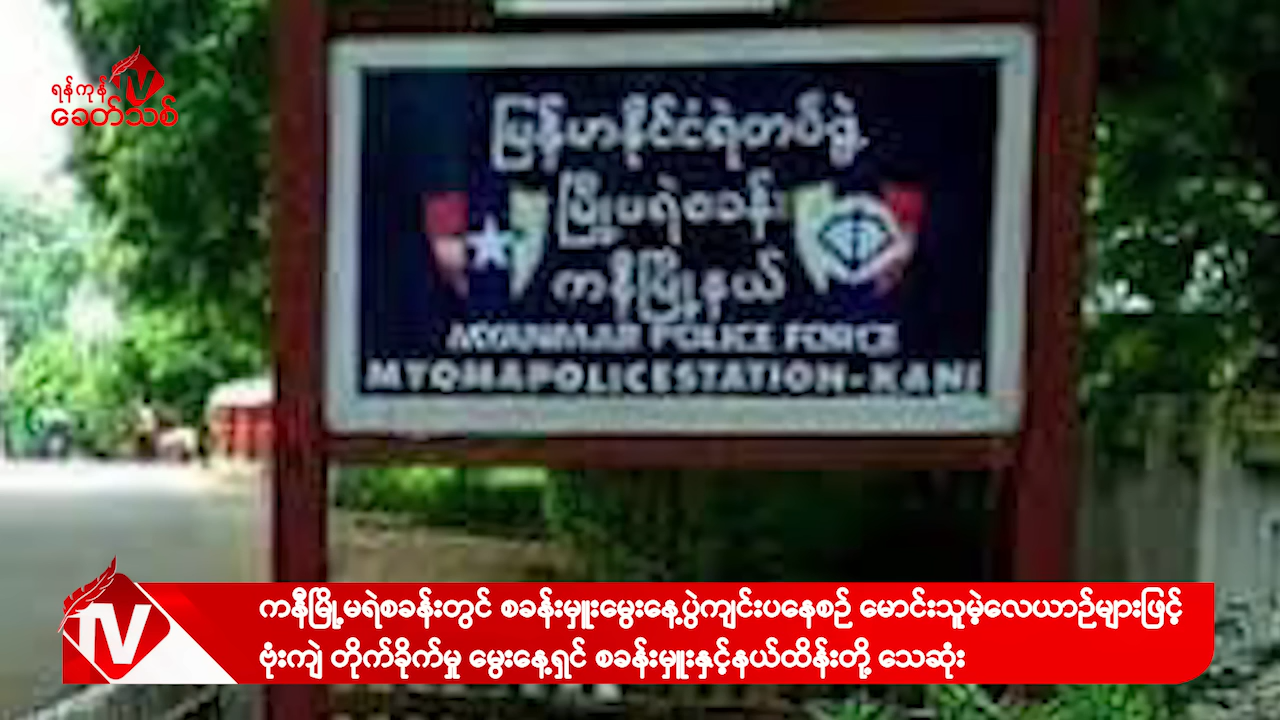 ရန်ကုန်
ခေတ်သစ်
TV
မြန်မာနိုင်ငံရဲတပ်ဖွဲ့
မြို့မရဲစခန်း
ကနီမြို့နယ်
MYANMAR POLICE FORCE
MYOMAPOLICESTATION-KANI
TV
ကနီမြို့မရဲစခန်းတွင် စခန်းမှူးမွေးနေ့ပွဲကျင်းပနေစဉ် မောင်းသူမဲ့လေယာဉ်များဖြင့်
ဗုံးကျဲ တိုက်ခိုက်မှု မွေးနေ့ရှင် စခန်းမှူးနှင့်နယ်ထိန်းတို့ သေဆုံး